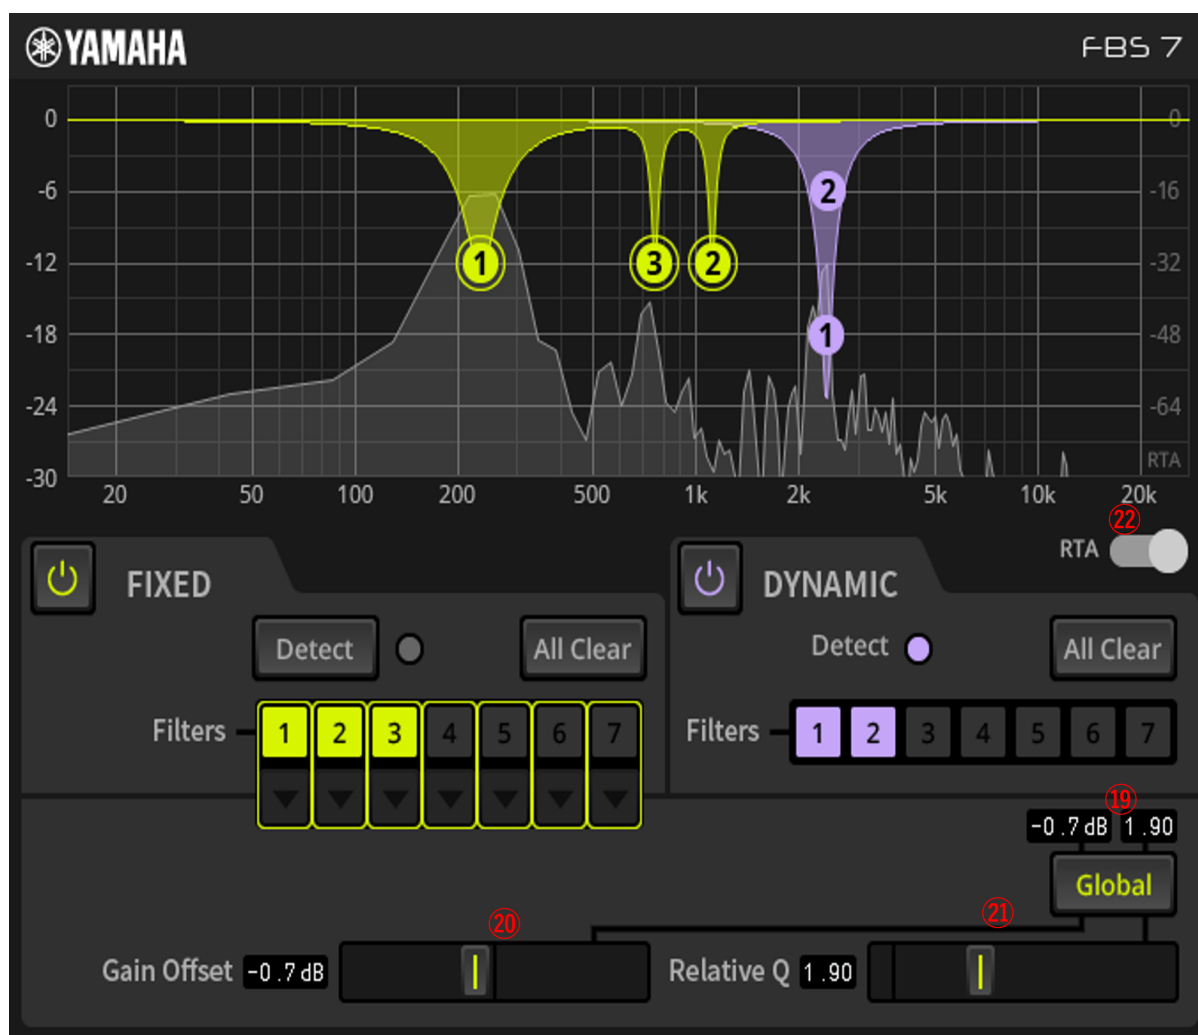 YAMAHA FBS 7
0 0
-6 -16
-12 -32
-18 -48
-24 -64
-30 RTA
20 50 100 200 500 1k 2k 5k 10k 20k
1 3 2 2 1
㉒
RTA
FIXED DYNAMIC
Detect All Clear Detect All Clear
Filters 1 2 3 4 5 6 7 Filters 1 2 3 4 5 6 7
⑲
-0.7dB 1.90
Global
⑳ ㉑
Gain Offset -0.7dB Relative Q 1.90